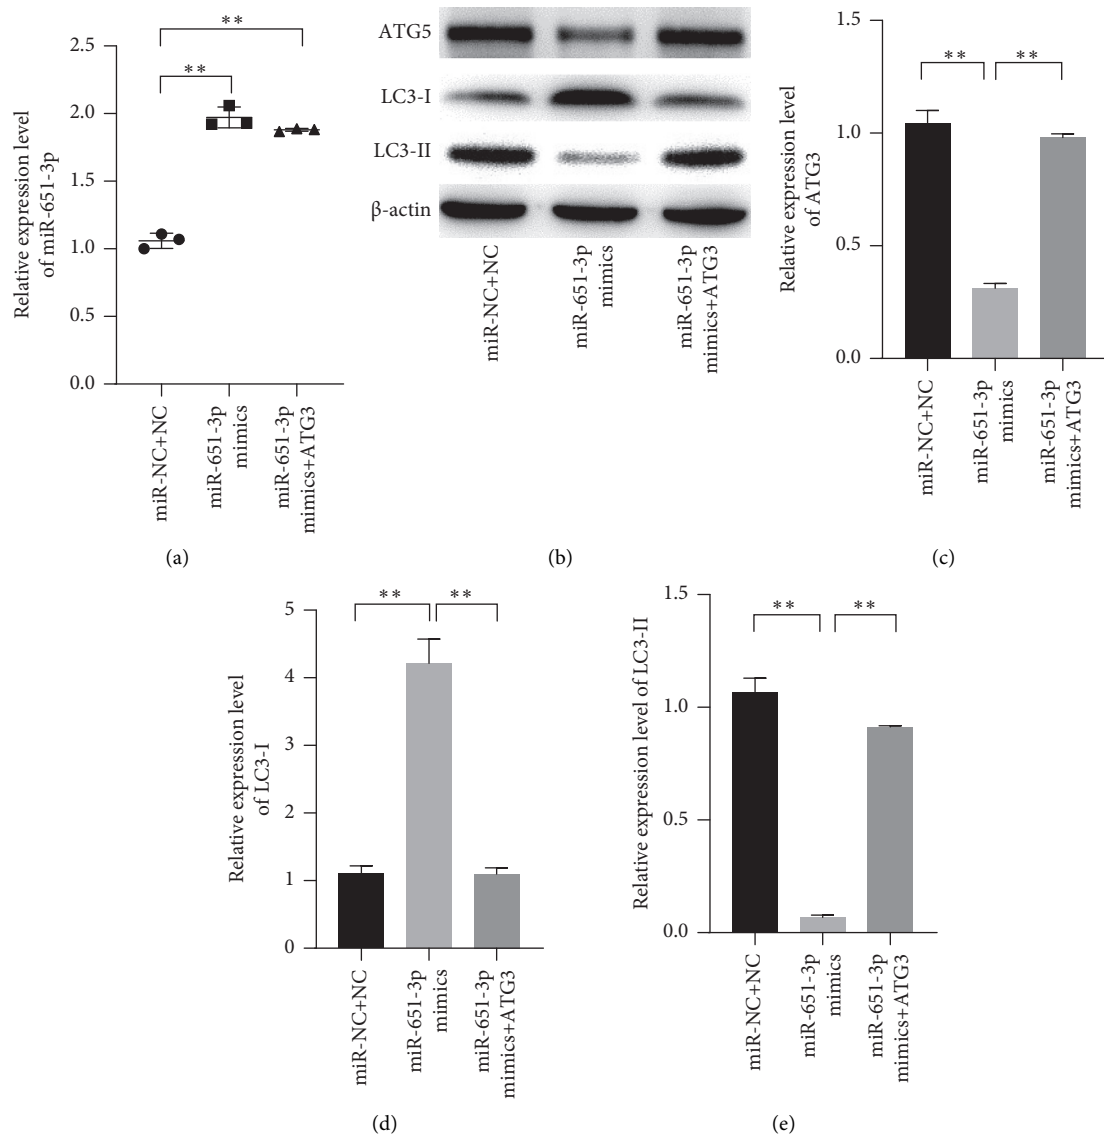 **
**
2.5
2.0
1.5
1.0
0.5
0.0
Relative expression level
of miR-651-3p
miR-NC+NC
miR-651-3p
mimics
miR-651-3p
mimics+ATG3
(a)
ATG5
LC3-I
LC3-II
β-actin
miR-NC+NC
miR-651-3p
mimics
miR-651-3p
mimics+ATG3
(b)
1.5
1.0
0.5
0.0
** **
Relative expression level
of ATG3
miR-NC+NC
miR-651-3p
mimics
miR-651-3p
mimics+ATG3
(c)
** **
5
4
3
2
1
0
Relative expression level
of LC3-I
miR-NC+NC
miR-651-3p
mimics
miR-651-3p
mimics+ATG3
(d)
1.5
1.0
0.5
0.0
** **
Relative expression level of LC3-II
miR-NC+NC
miR-651-3p
mimics
miR-651-3p
mimics+ATG3
(e)